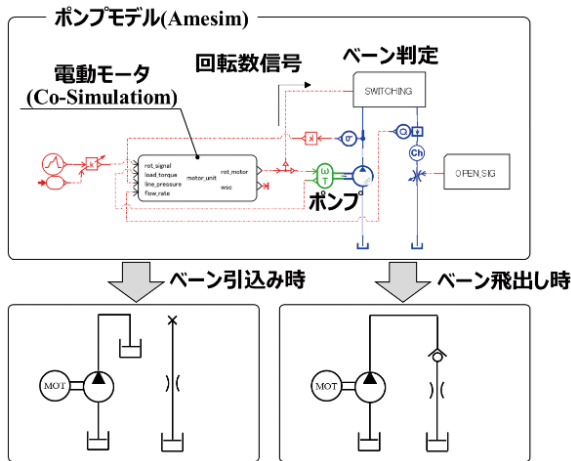 ポンプモデル(Amesim)
電動モータ
(Co-Simulatiom)
回転数信号
ベーン判定
SWITCHING
rot_signal
load_torque
line_pressure
flow_rate
motor_unit
rot_motor
wsc
k
ω
T
ポンプ
Q
Ch
OPEN_SIG
ベーン引込み時
ベーン飛出し時
MOT
MOT